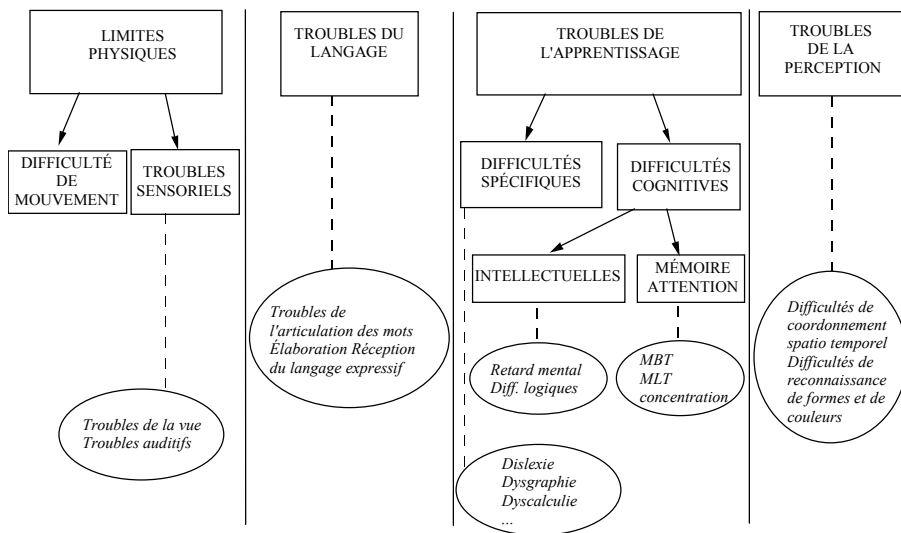 LIMITES
PHYSIQUES
DIFFICULTÉ
DE
MOUVEMENT
TROUBLES
SENSORIELS
Troubles de la vue
Troubles auditifs
TROUBLES DU
LANGAGE
Troubles de
l'articulation des mots
Élaboration Réception
du langage expressif
TROUBLES DE
L'APPRENTISSAGE
DIFFICULTÉS
SPÉCIFIQUES
DIFFICULTÉS
COGNITIVES
INTELLECTUELLES
MÉMOIRE
ATTENTION
Retard mental
Diff. logiques
MBT
MLT
concentration
Dislexie
Dysgraphie
Dyscalculie
...
TROUBLES
DE LA
PERCEPTION
Difficultés de
coordonnement
spatio temporel
Difficultés de
reconnaissance
de formes et de
couleurs